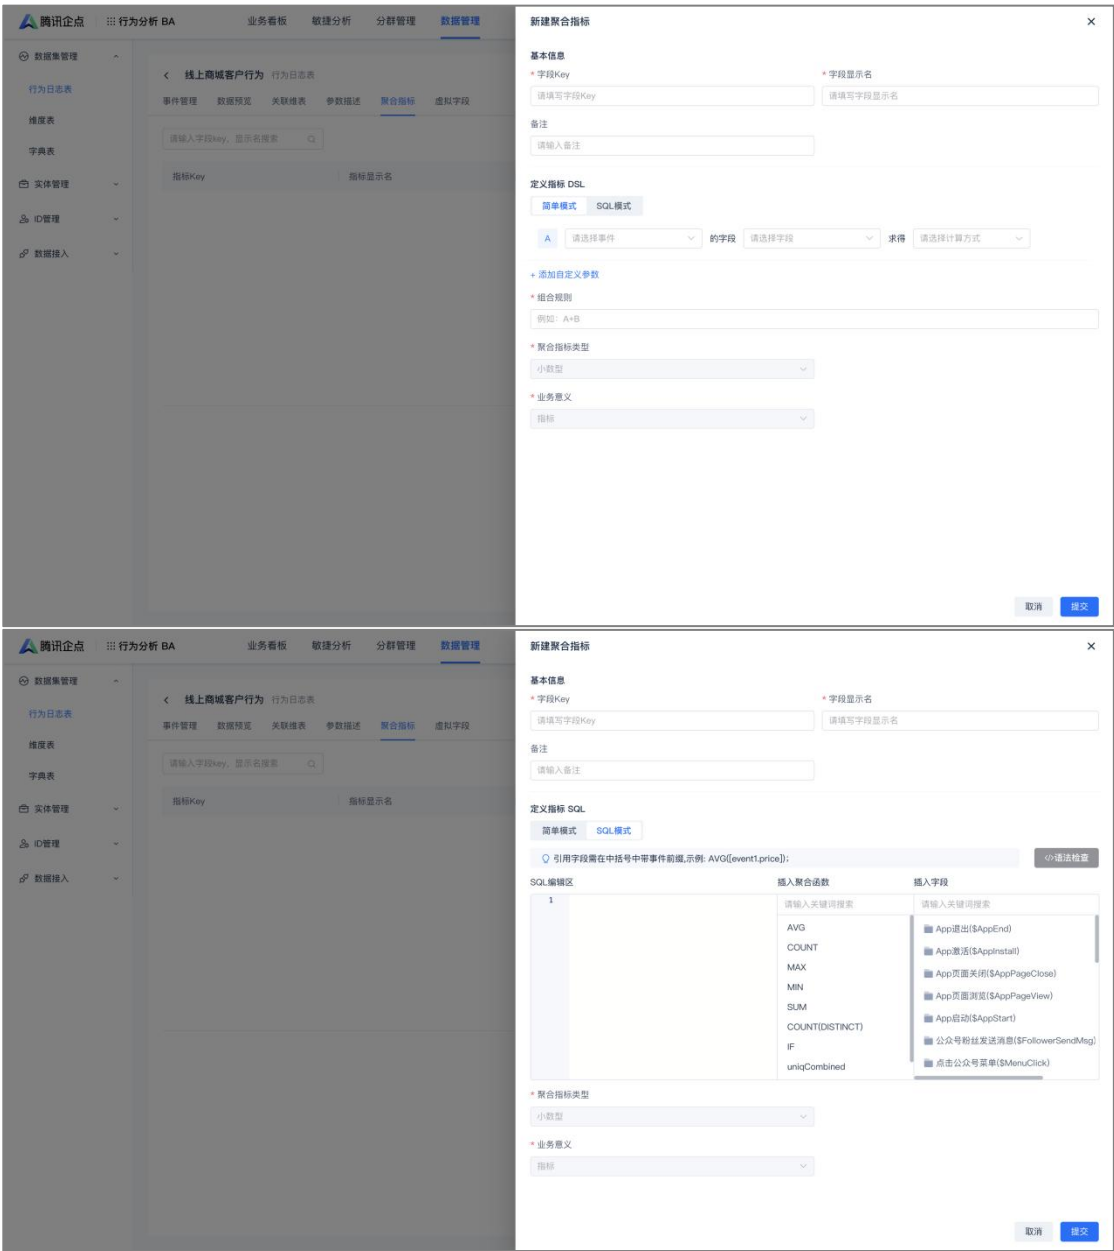 腾讯企点 行为分析 BA 业务看板 敏捷分析 分群管理 数据管理
数据集管理
行为日志表
维度表
字典表
实体管理
ID管理
数据接入
线上商城客户行为 行为日志表
事件管理 数据预览 关联维表 参数描述 聚合指标 虚拟字段
请输入字段key，显示名搜索
指标Key 指标显示名
新建聚合指标
基本信息
* 字段Key * 字段显示名
请填写字段Key 请填写字段显示名
备注
请输入备注
定义指标 DSL
简单模式 SQL模式
A 请选择事件 的字段 请选择字段 求得 请选择计算方式
+ 添加自定义参数
* 组合规则
例如：A+B
* 聚合指标类型
小数型
* 业务意义
指标
取消 提交
腾讯企点 行为分析 BA 业务看板 敏捷分析 分群管理 数据管理
数据集管理
行为日志表
维度表
字典表
实体管理
ID管理
数据接入
线上商城客户行为 行为日志表
事件管理 数据预览 关联维表 参数描述 聚合指标 虚拟字段
请输入字段key，显示名搜索
指标Key 指标显示名
新建聚合指标
基本信息
* 字段Key * 字段显示名
请填写字段Key 请填写字段显示名
备注
请输入备注
定义指标 SQL
简单模式 SQL模式
引用字段需在中括号中带事件前缀,示例: AVG([event1.price]); </>语法检查
SQL编辑区 插入聚合函数 插入字段
1 请输入关键词搜索 请输入关键词搜索
AVG App退出($AppEnd)
COUNT App激活($AppInstall)
MAX App页面关闭($AppPageClose)
MIN App页面浏览($AppPageView)
SUM App启动($AppStart)
COUNT(DISTINCT) 公众号粉丝发送消息($FollowerSendMsg)
IF 点击公众号菜单($MenuClick)
uniqCombined
* 聚合指标类型
小数型
* 业务意义
指标
取消 提交